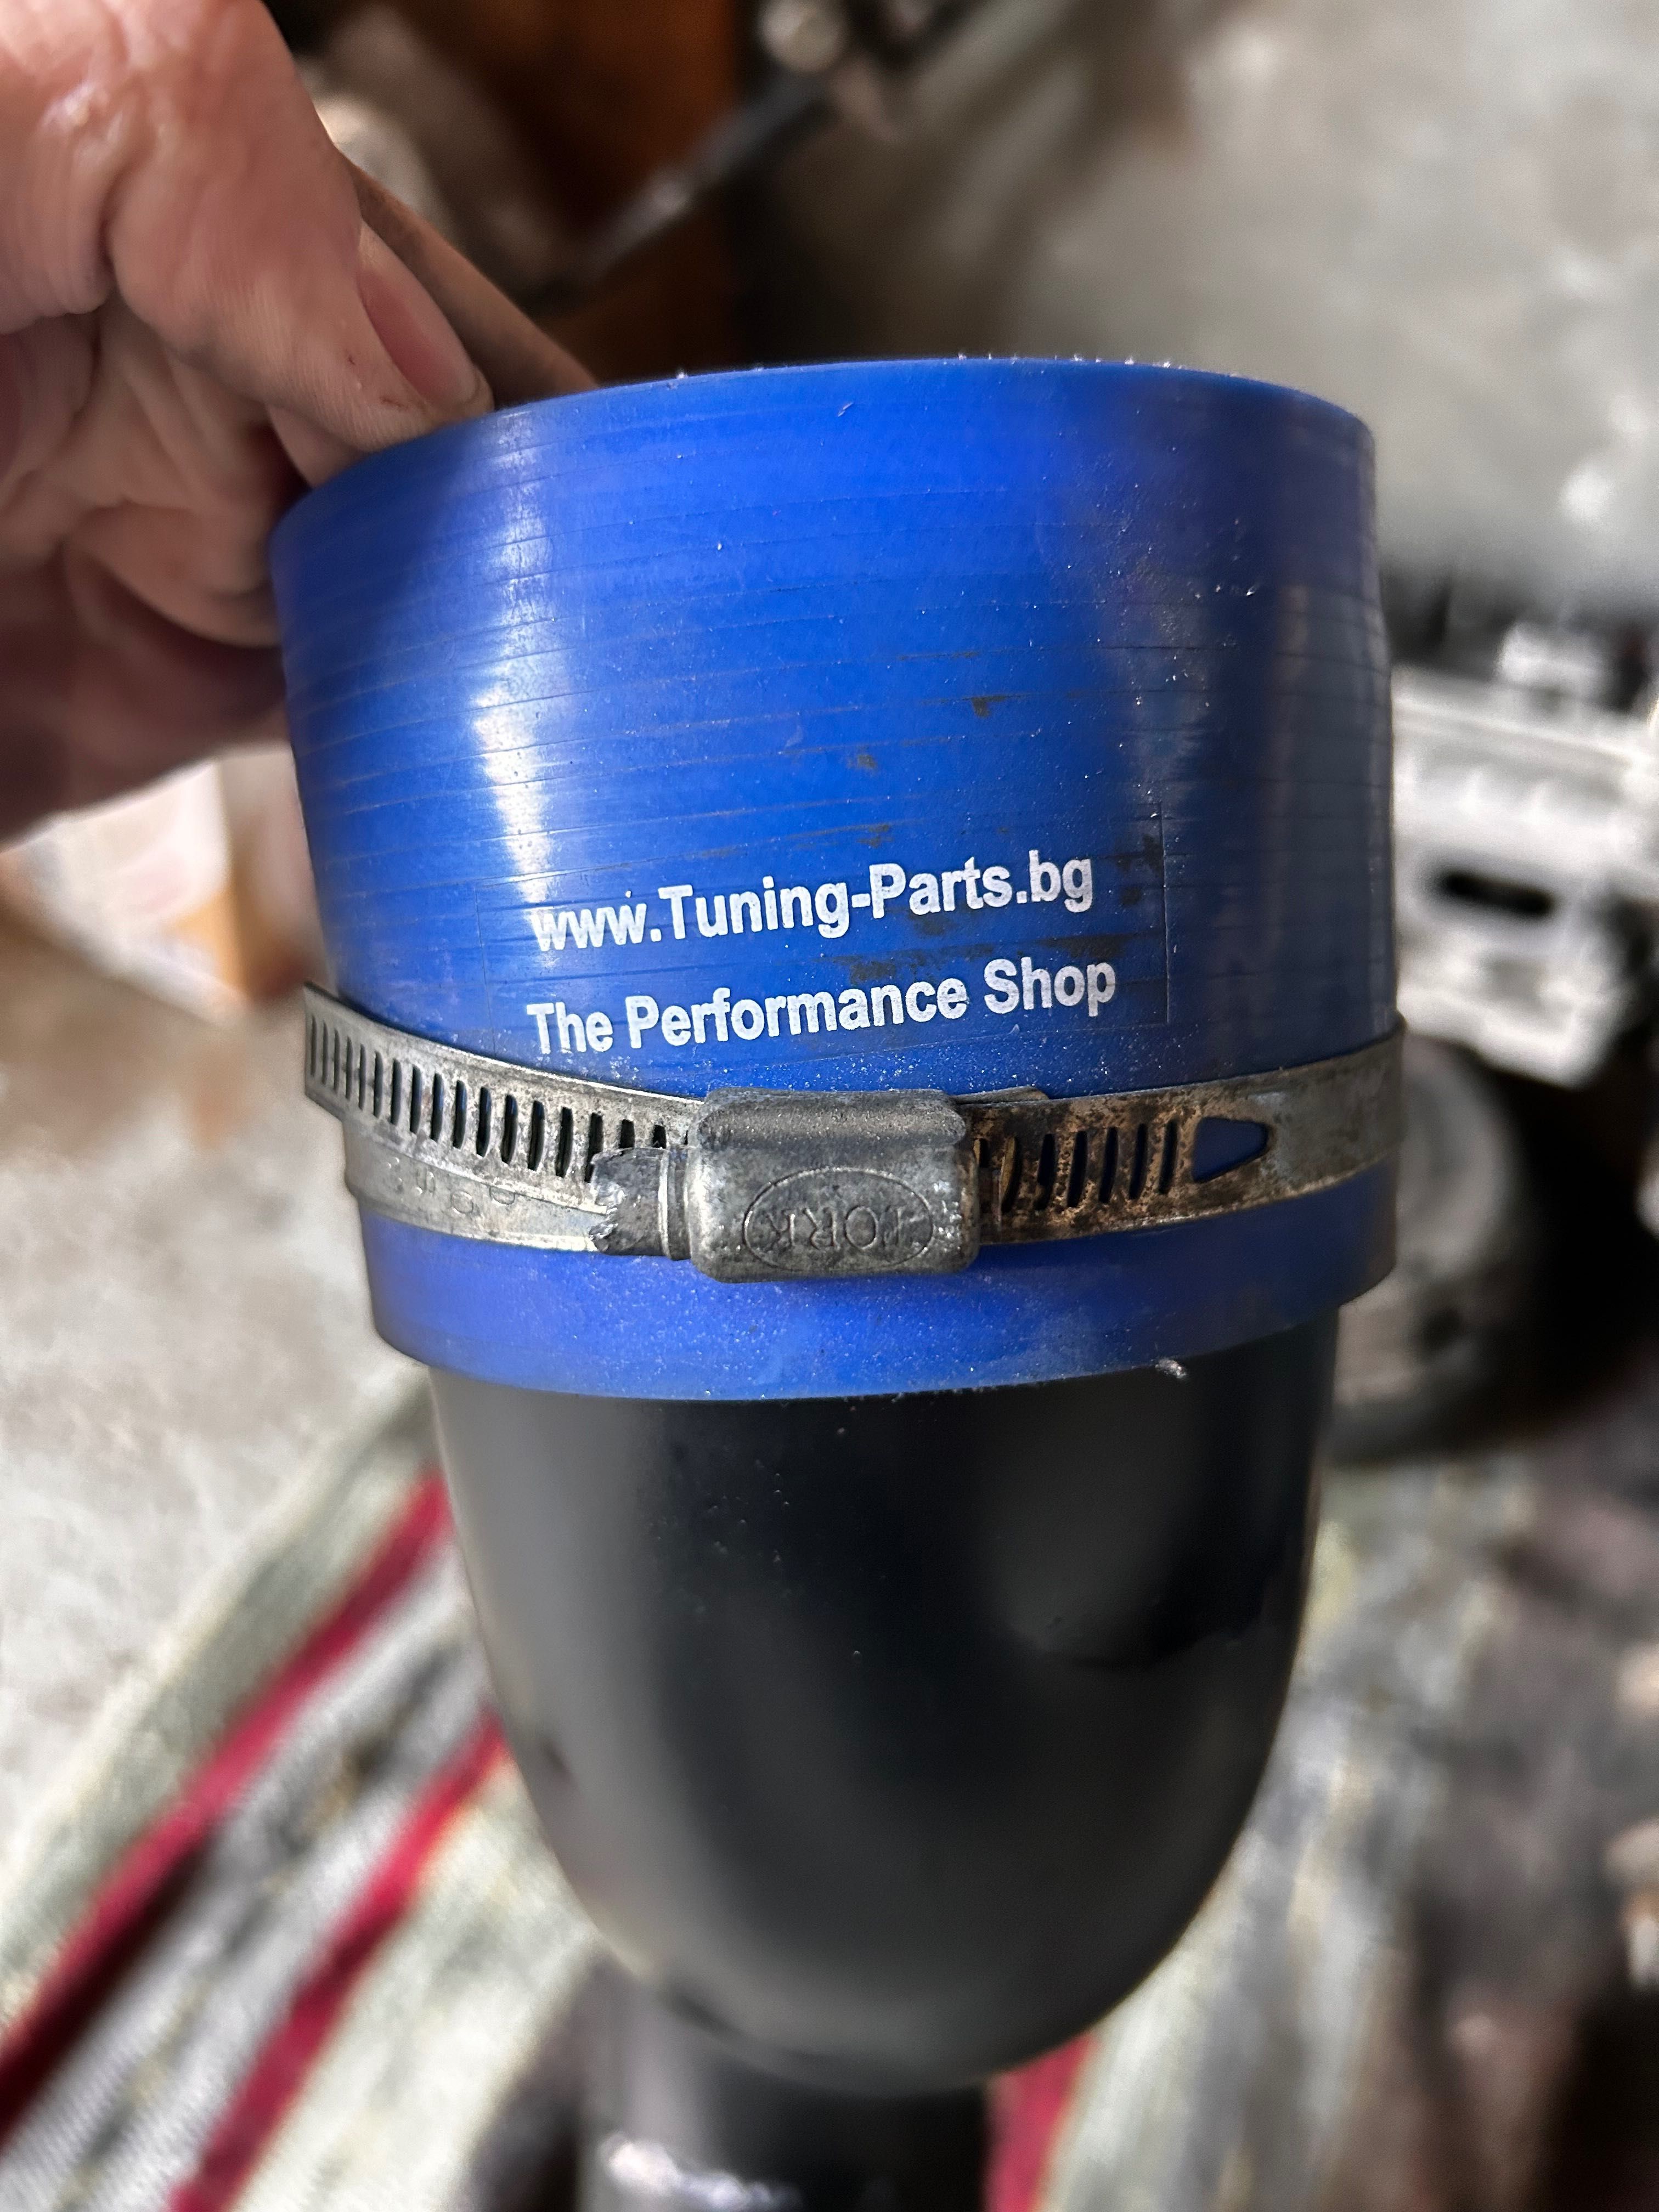 www.Tuning-Parts.bg
The Performance Shop